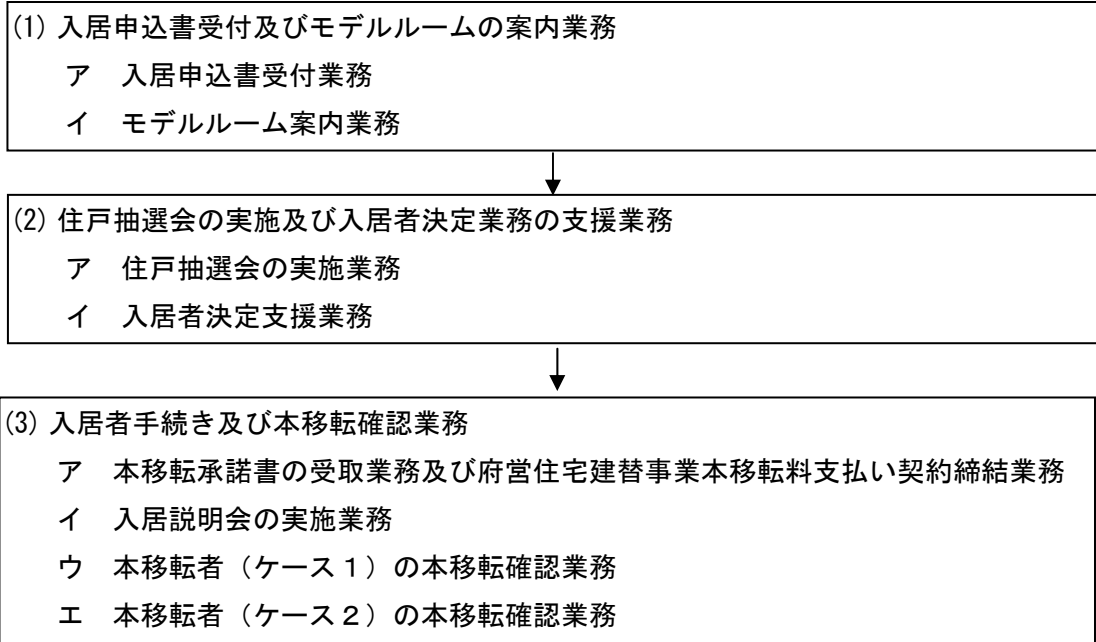 (1) 入居申込書受付及びモデルルームの案内業務
ア 入居申込書受付業務
イ モデルルーム案内業務
(2) 住戸抽選会の実施及び入居者決定業務の支援業務
ア 住戸抽選会の実施業務
イ 入居者決定支援業務
(3) 入居者手続き及び本移転確認業務
ア 本移転承諾書の受取業務及び府営住宅建替事業本移転料支払い契約締結業務
イ 入居説明会の実施業務
ウ 本移転者（ケース１）の本移転確認業務
エ 本移転者（ケース２）の本移転確認業務